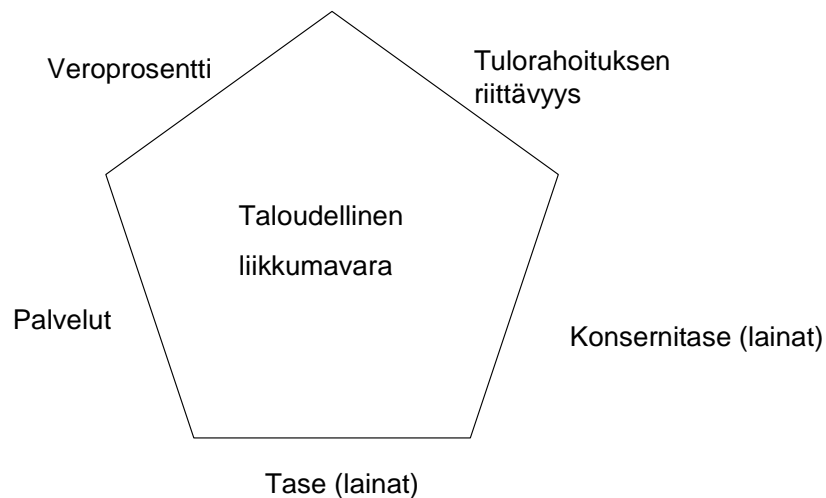 Veroprosentti
Tulorahoituksen
riittävyys
Taloudellinen
liikkumavara
Palvelut
Konsernitase (lainat)
Tase (lainat)